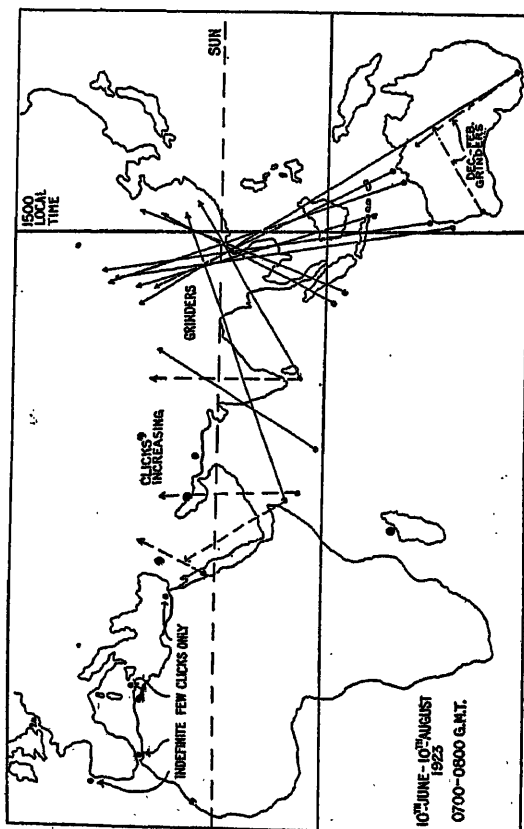 1500
LOCAL
TIME
SUN
GRINDERS
CLICKS
INCREASING
DEC-FEB.
GRINDERS
INDEFINITE FEW CLICKS ONLY
10TH JUNE-10TH AUGUST
1923
0700-0800 G.M.T.